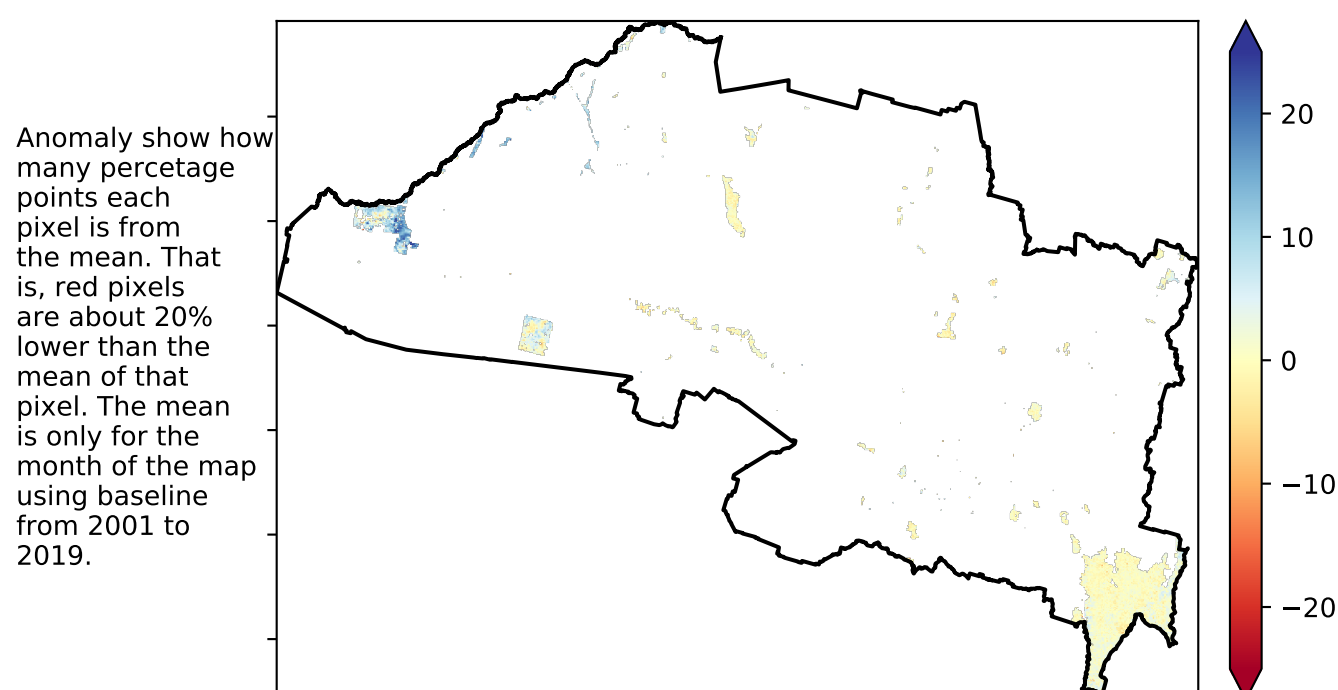 Anomaly show how
many percetage
points each
pixel is from
the mean. That
is, red pixels
are about 20%
lower than the
mean of that
pixel. The mean
is only for the
month of the map
using baseline
from 2001 to
2019.
20
10
0
−10
−20